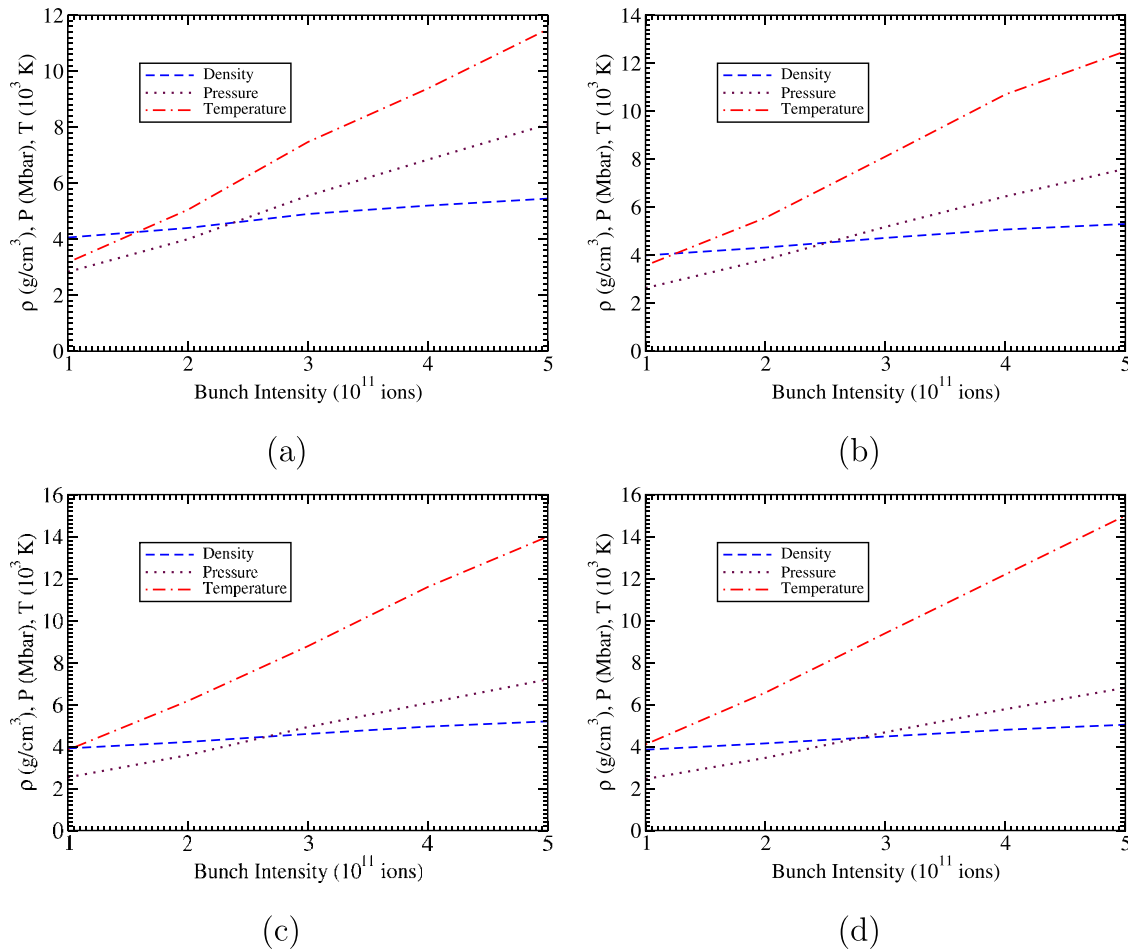 12
10
8
6
4
2
0
ρ (g/cm³), P (Mbar), T (10³ K)
Density
Pressure
Temperature
1 2 3 4 5
Bunch Intensity (10¹¹ ions)
(a)
14
12
10
8
6
4
2
0
ρ (g/cm³), P (Mbar), T (10³ K)
Density
Pressure
Temperature
1 2 3 4 5
Bunch Intensity (10¹¹ ions)
(b)
16
14
12
10
8
6
4
2
0
ρ (g/cm³), P (Mbar), T (10³ K)
Density
Pressure
Temperature
1 2 3 4 5
Bunch Intensity (10¹¹ ions)
(c)
16
14
12
10
8
6
4
2
0
ρ (g/cm³), P (Mbar), T (10³ K)
Density
Pressure
Temperature
1 2 3 4 5
Bunch Intensity (10¹¹ ions)
(d)